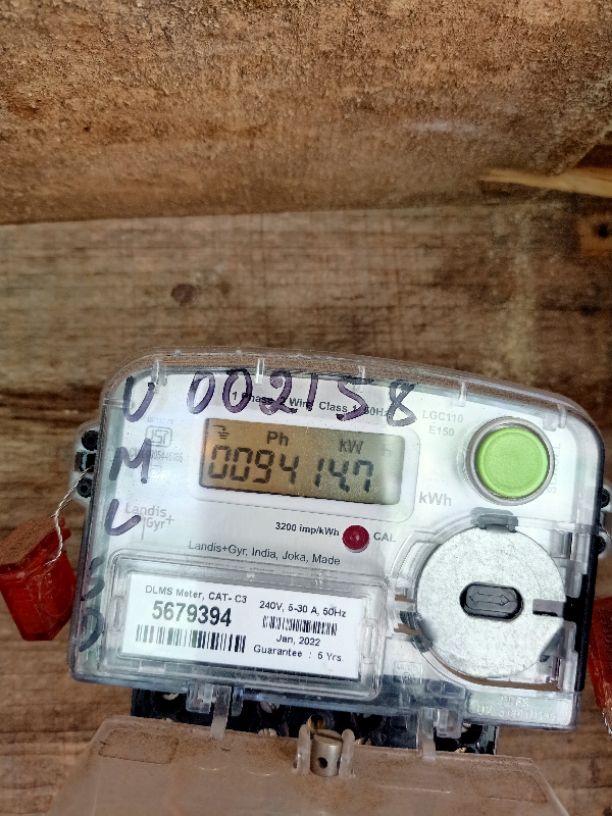 U 002158
M
L
1 Phase 2 Wire Class 1 50Hz
LGC110
E150
Ph kW
009414.7
kWh
Landis
Gyr+
3200 imp/kWh CAL
Landis+Gyr, India, Joka, Made
DLMS Meter, CAT- C3
5679394
240V, 5-30 A, 50Hz
Jan, 2022
Guarantee : 5 Yrs